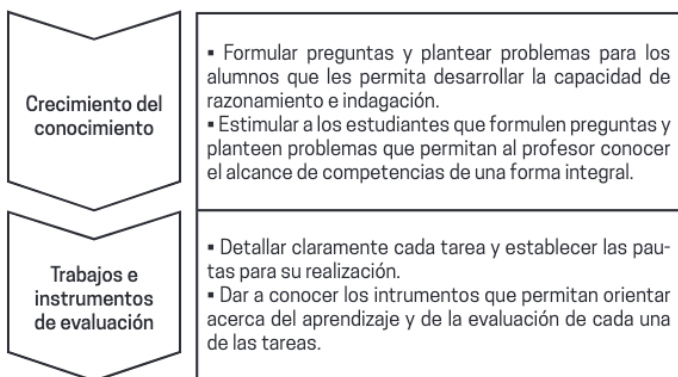 Crecimiento del
conocimiento
▪ Formular preguntas y plantear problemas para los
alumnos que les permita desarrollar la capacidad de
razonamiento e indagación.
▪ Estimular a los estudiantes que formulen preguntas y
planteen problemas que permitan al profesor conocer
el alcance de competencias de una forma integral.
Trabajos e
instrumentos
de evaluación
▪ Detallar claramente cada tarea y establecer las pau-
tas para su realización.
▪ Dar a conocer los intrumentos que permitan orientar
acerca del aprendizaje y de la evaluación de cada una
de las tareas.